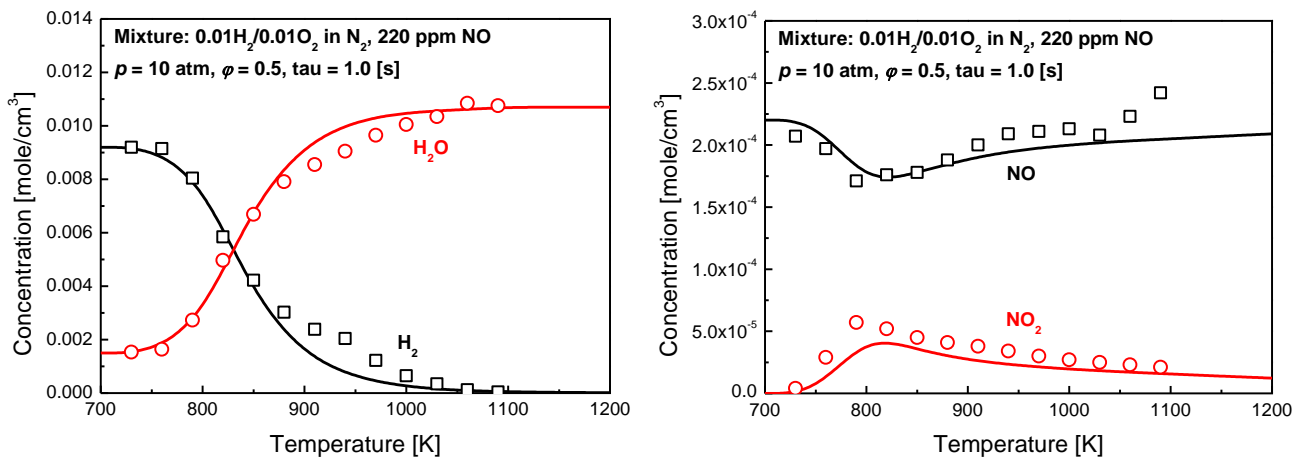 Mixture: 0.01H₂/0.01O₂ in N₂, 220 ppm NO
p = 10 atm, φ = 0.5, tau = 1.0 [s]
Concentration [mole/cm³]
0.014
0.012
0.010
0.008
0.006
0.004
0.002
0.000
H₂O
H₂
700 800 900 1000 1100 1200
Temperature [K]
Mixture: 0.01H₂/0.01O₂ in N₂, 220 ppm NO
p = 10 atm, φ = 0.5, tau = 1.0 [s]
Concentration [mole/cm³]
3.0x10⁻⁴
2.5x10⁻⁴
2.0x10⁻⁴
1.5x10⁻⁴
1.0x10⁻⁴
5.0x10⁻⁵
0.0
NO
NO₂
700 800 900 1000 1100 1200
Temperature [K]